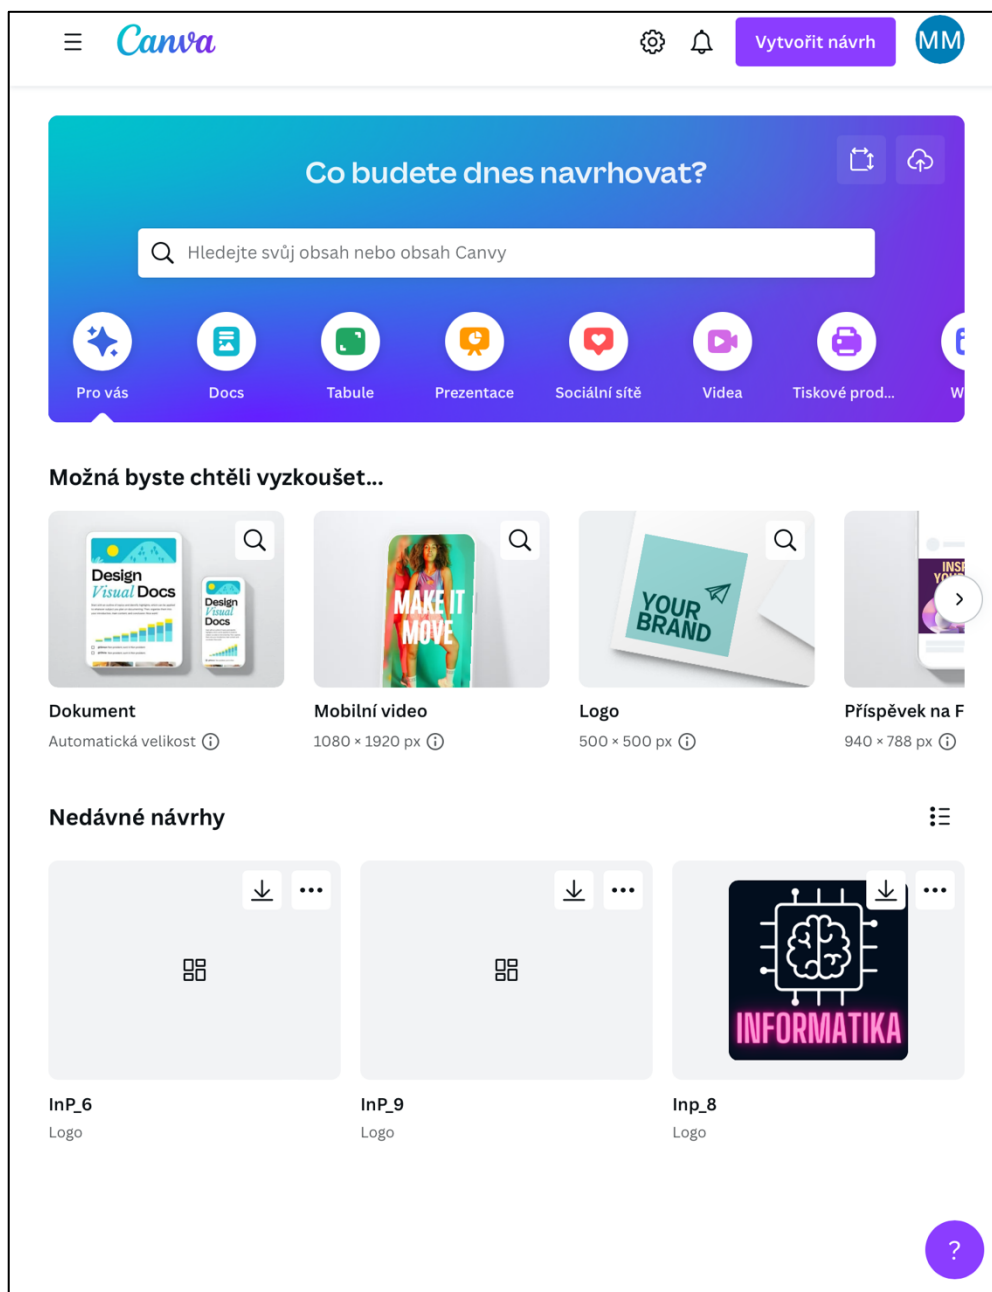 Canva
Vytvořit návrh
MM
Co budete dnes navrhovat?
Hledejte svůj obsah nebo obsah Canvy
Pro vás
Docs
Tabule
Prezentace
Sociální sítě
Videa
Tiskové prod...
W
Možná byste chtěli vyzkoušet...
Design
Visual Docs
Design
Visual
Docs
MAKE IT
MOVE
YOUR
BRAND
INSP
YOU
Dokument
Mobilní video
Logo
Příspěvek na F
Automatická velikost
1080 × 1920 px
500 × 500 px
940 × 788 px
Nedávné návrhy
INFORMATIKA
InP_6
InP_9
Inp_8
Logo
Logo
Logo
?